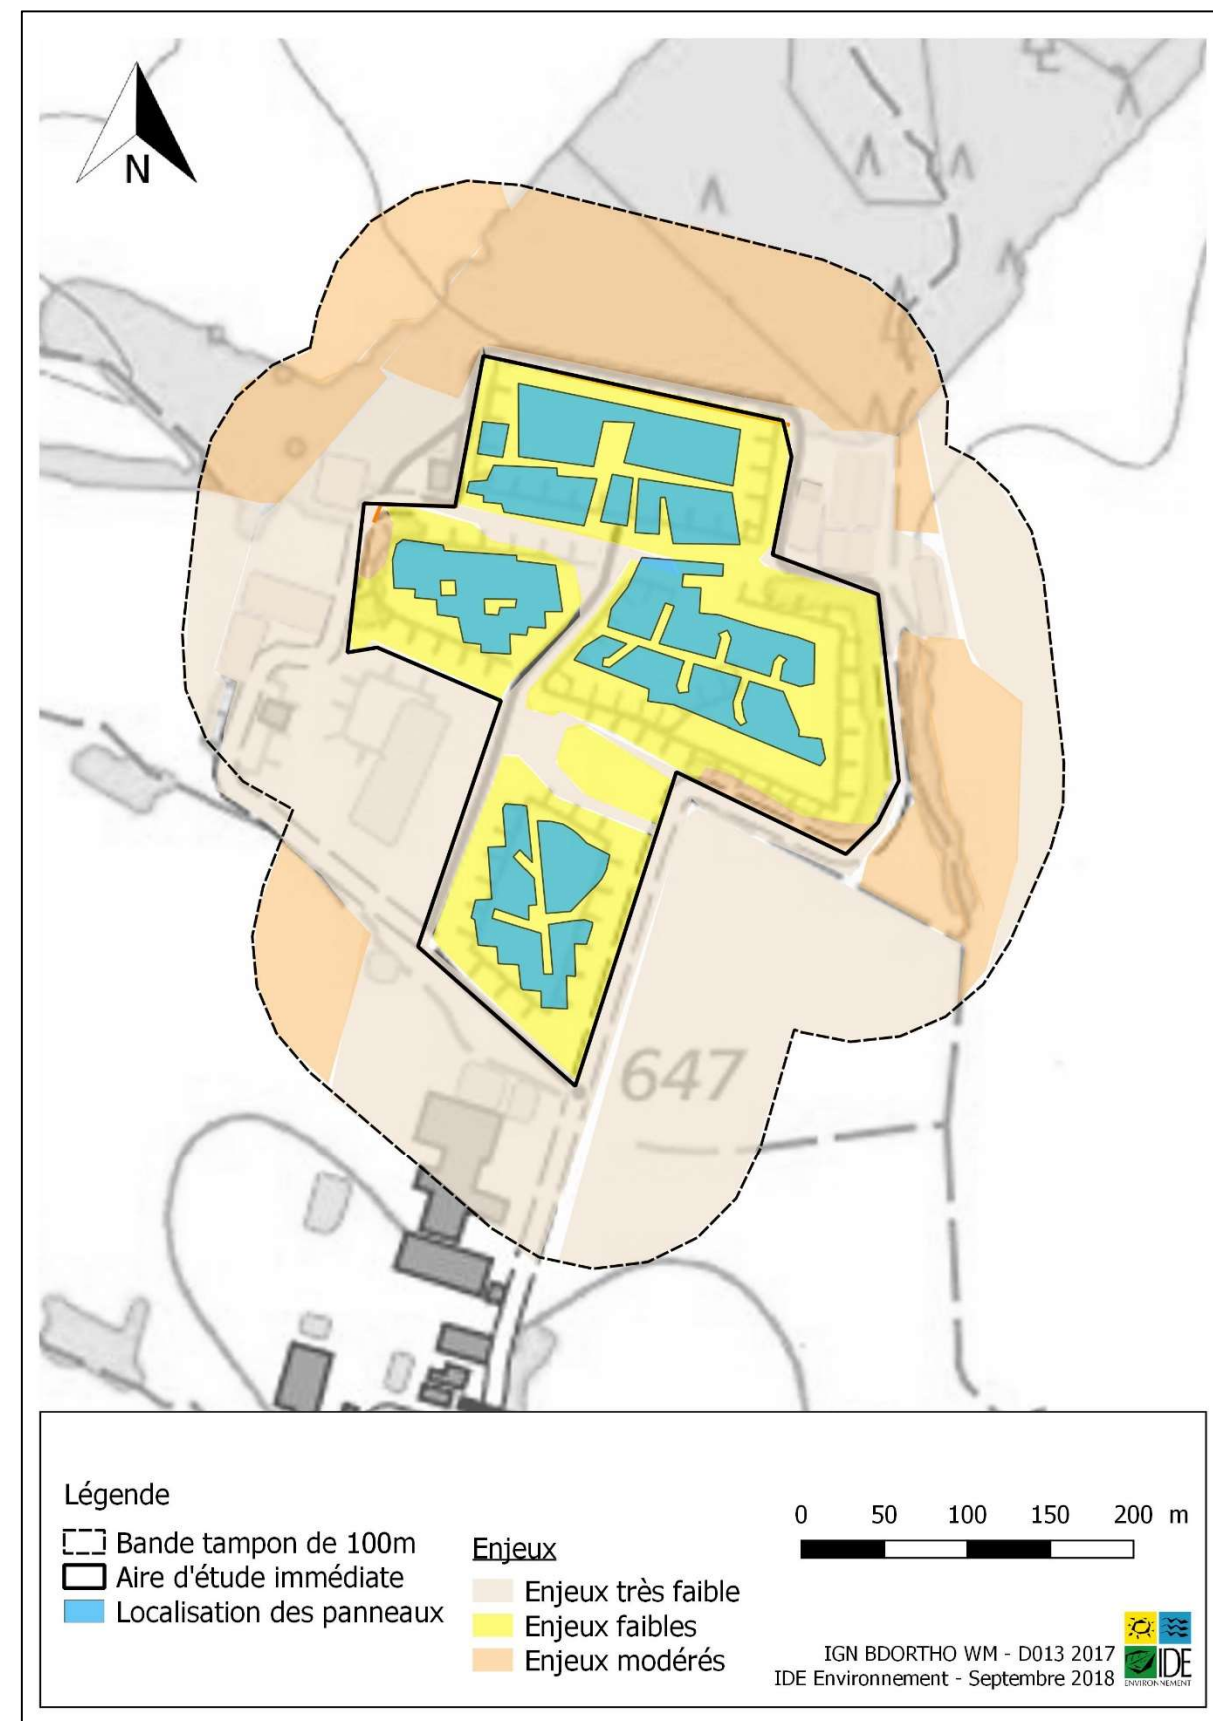 N
647
Légende
Bande tampon de 100m
Aire d'étude immédiate
Localisation des panneaux
Enjeux
Enjeux très faible
Enjeux faibles
Enjeux modérés
0 50 100 150 200 m
IGN BDORTHO WM - D013 2017
IDE Environnement - Septembre 2018
IDE
ENVIRONNEMENT